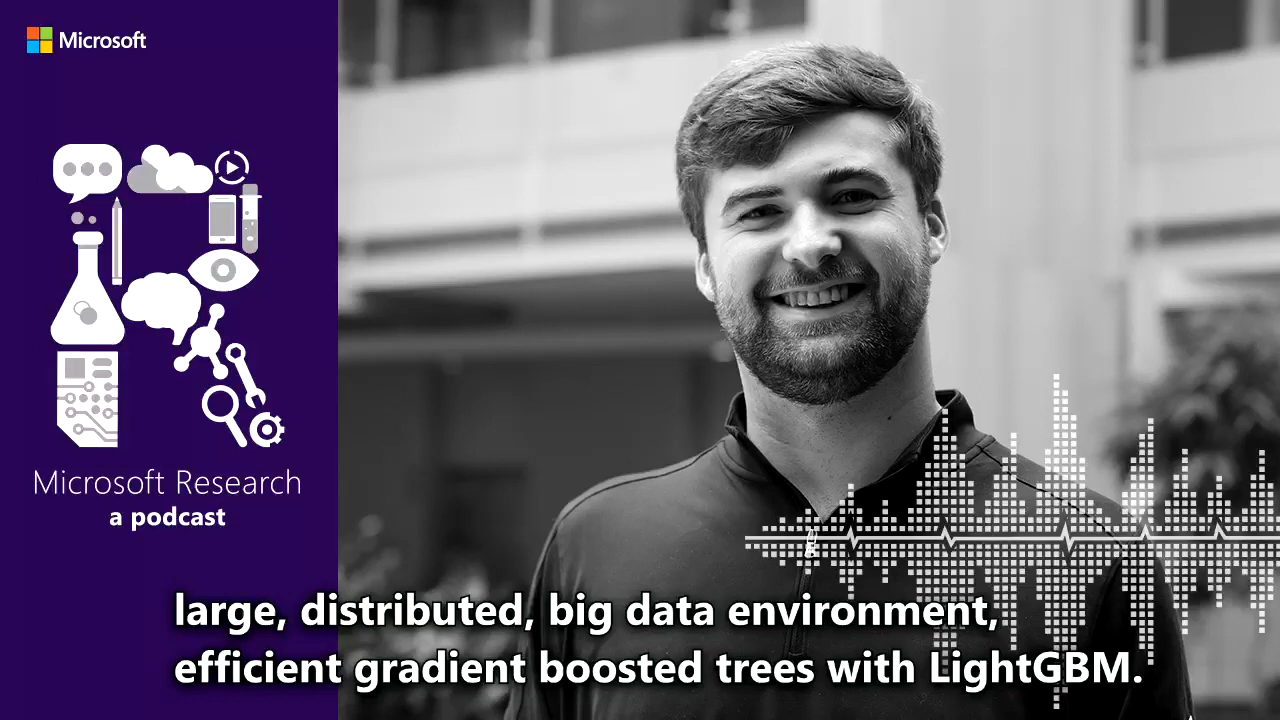 Microsoft
Microsoft Research
a podcast
large, distributed, big data environment,
efficient gradient boosted trees with LightGBM.